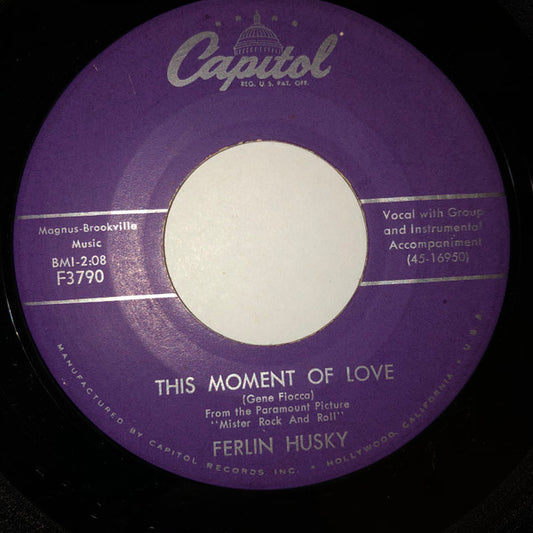 Capitol
REG. U.S. PAT. OFF.
Magnus-Brookville
Music
BMI-2:08
F3790
Vocal with Group
and Instrumental
Accompaniment
(45-16950)
THIS MOMENT OF LOVE
(Gene Fiocca)
From the Paramount Picture
"Mister Rock And Roll"
FERLIN HUSKY
MANUFACTURED BY CAPITOL RECORDS INC. • HOLLYWOOD, CALIFORNIA • U.S.A.